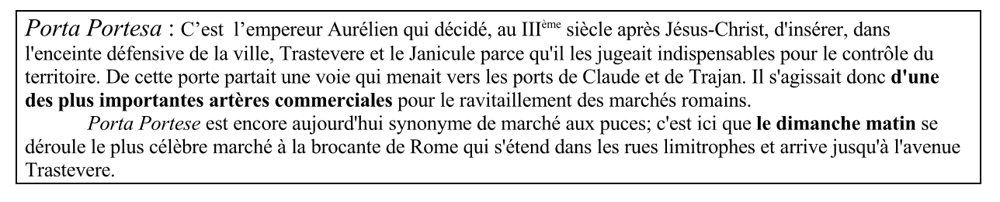 Porta Portesa : C’est  l’empereur Aurélien qui décidé, au IIIème siècle après Jésus-Christ, d'insérer, dans
l'enceinte défensive de la ville, Trastevere et le Janicule parce qu'il les jugeait indispensables pour le contrôle du
territoire. De cette porte partait une voie qui menait vers les ports de Claude et de Trajan. Il s'agissait donc d'une
des plus importantes artères commerciales pour le ravitaillement des marchés romains.
Porta Portese est encore aujourd'hui synonyme de marché aux puces; c'est ici que le dimanche matin se
déroule le plus célèbre marché à la brocante de Rome qui s'étend dans les rues limitrophes et arrive jusqu'à l'avenue
Trastevere.